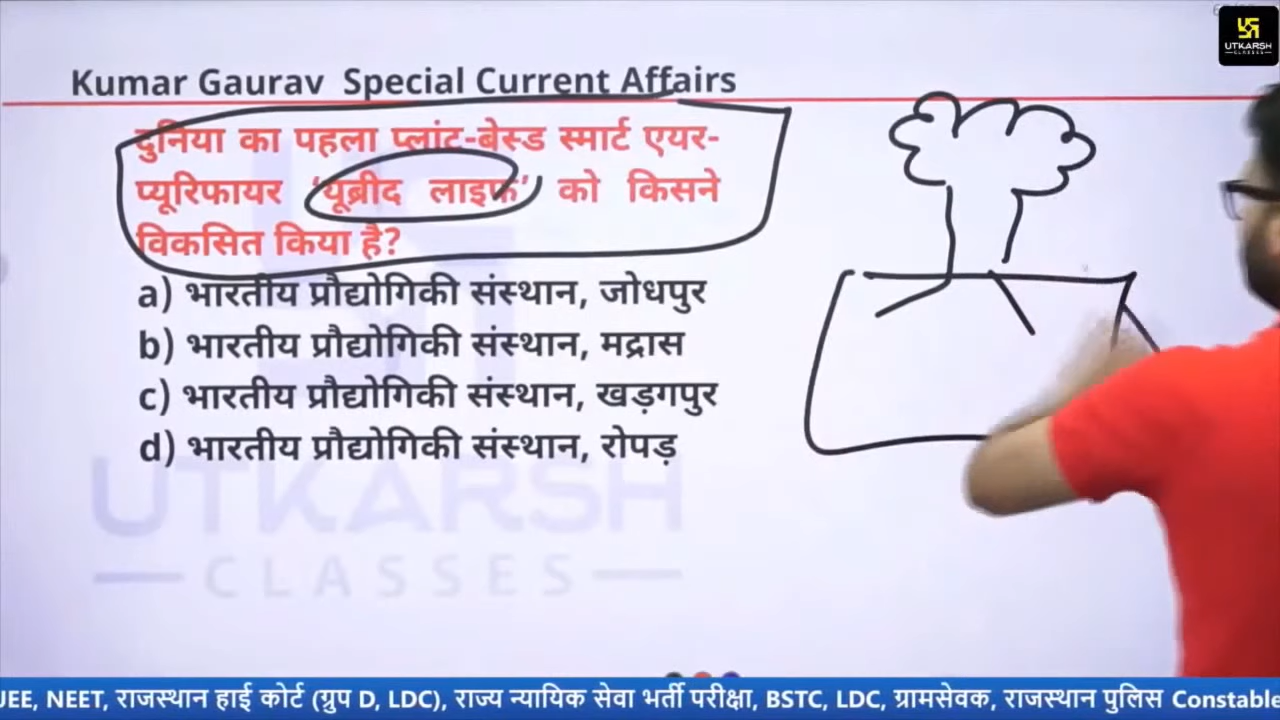 UTKARSH
CLASSES
Kumar Gaurav Special Current Affairs
दुनिया का पहला प्लांट-बेस्ड स्मार्ट एयर-
प्यूरिफायर ‘यूब्रीद लाइफ’ को किसने
विकसित किया है?
a) भारतीय प्रौद्योगिकी संस्थान, जोधपुर
b) भारतीय प्रौद्योगिकी संस्थान, मद्रास
c) भारतीय प्रौद्योगिकी संस्थान, खड़गपुर
d) भारतीय प्रौद्योगिकी संस्थान, रोपड़
UTKARSH
CLASSES
JEE, NEET, राजस्थान हाई कोर्ट (ग्रुप D, LDC), राज्य न्यायिक सेवा भर्ती परीक्षा, BSTC, LDC, ग्रामसेवक, राजस्थान पुलिस Constable